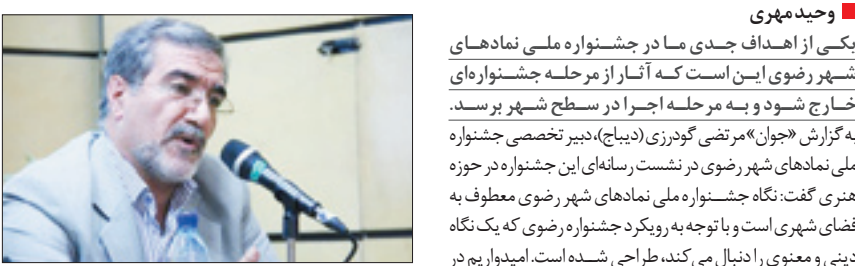 وحید مهری
یکی از اهداف جدی ما در جشنواره ملی نمادهای
شهر رضوی این است که آثار از مرحله جشنواره‌ای
خارج شود و به مرحله اجرا در سطح شهر برسد.
به گزارش «جوان» مرتضی گودرزی (دیباج)، دبیر تخصصی جشنواره
ملی نمادهای شهر رضوی در نشست رسانه‌ای این جشنواره در حوزه
هنری گفت: نگاه جشنواره ملی نمادهای شهر رضوی معطوف به
فضای شهری است و با توجه به رویکرد جشنواره رضوی که یک نگاه
دینی و معنوی را دنبال می‌کند، طراحی شده است. امیدواریم در